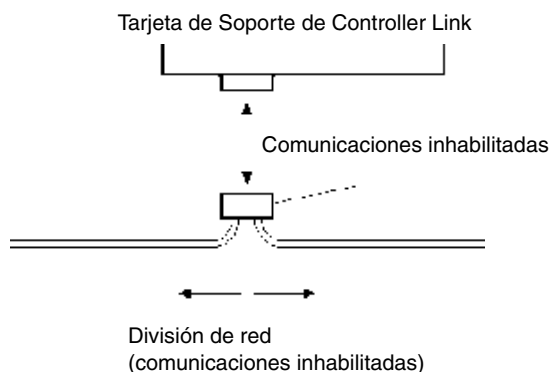 Tarjeta de Soporte de Controller Link
Comunicaciones inhabilitadas
División de red
(comunicaciones inhabilitadas)